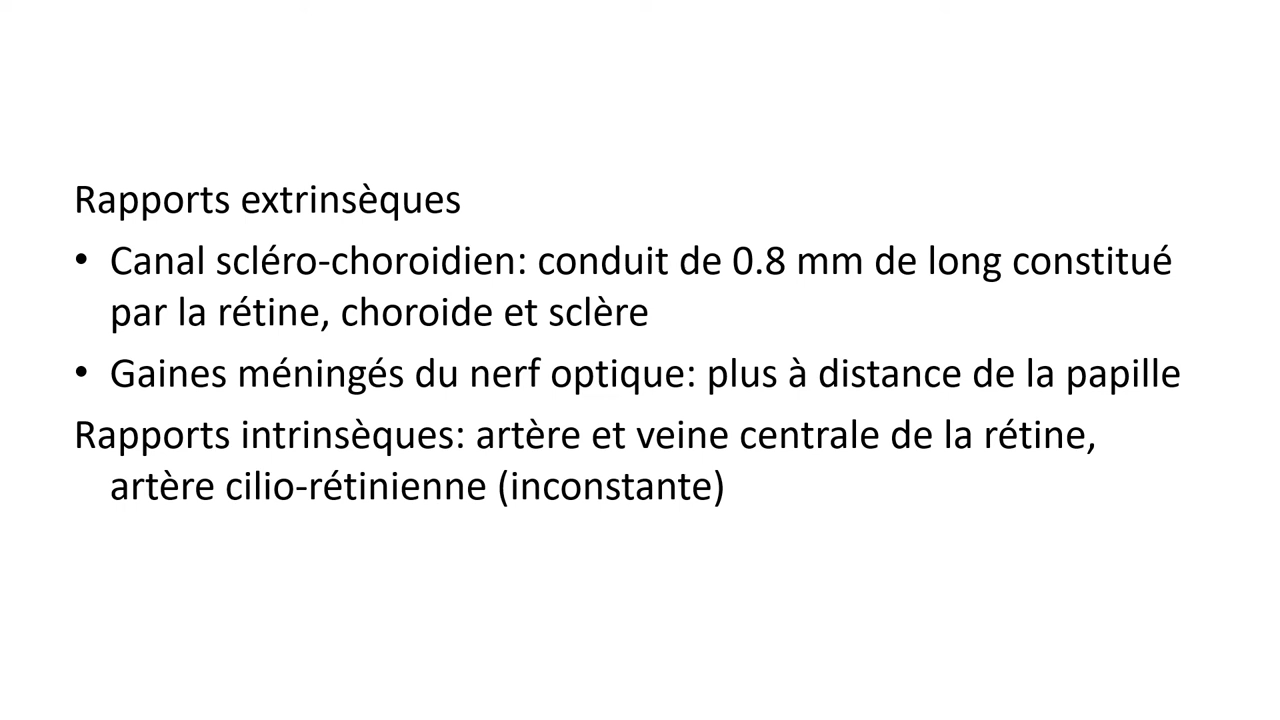 Rapports extrinsèques
• Canal scléro-choroidien: conduit de 0.8 mm de long constitué
par la rétine, choroide et sclère
• Gaines méningés du nerf optique: plus à distance de la papille
Rapports intrinsèques: artère et veine centrale de la rétine,
artère cilio-rétinienne (inconstante)